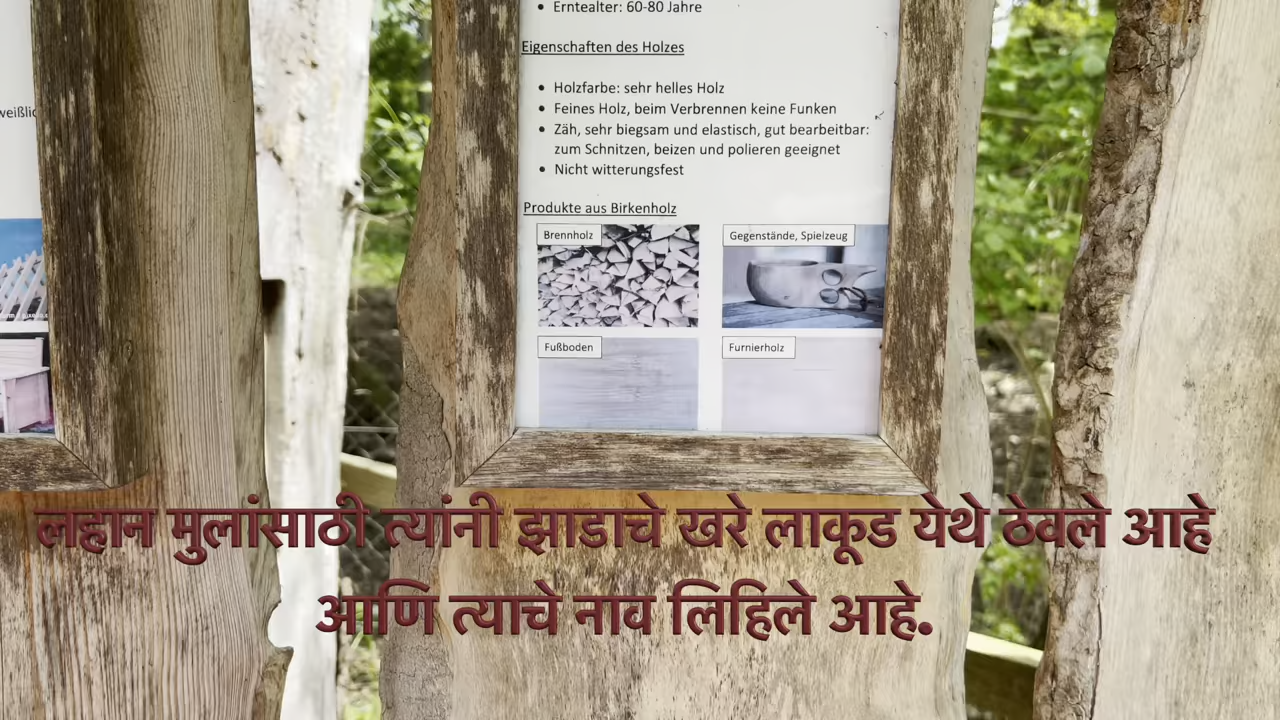 Erntealter: 60-80 Jahre
Eigenschaften des Holzes
Holzfarbe: sehr helles Holz
Feines Holz, beim Verbrennen keine Funken
Zäh, sehr biegsam und elastisch, gut bearbeitbar:
zum Schnitzen, beizen und polieren geeignet
Nicht witterungsfest
Produkte aus Birkenholz
Brennholz
Gegenstände, Spielzeug
Fußboden
Furnierholz
लहान मुलांसाठी त्यांनी झाडाचे खरे लाकूड येथे ठेवले आहे
आणि त्याचे नाव लिहिले आहे.